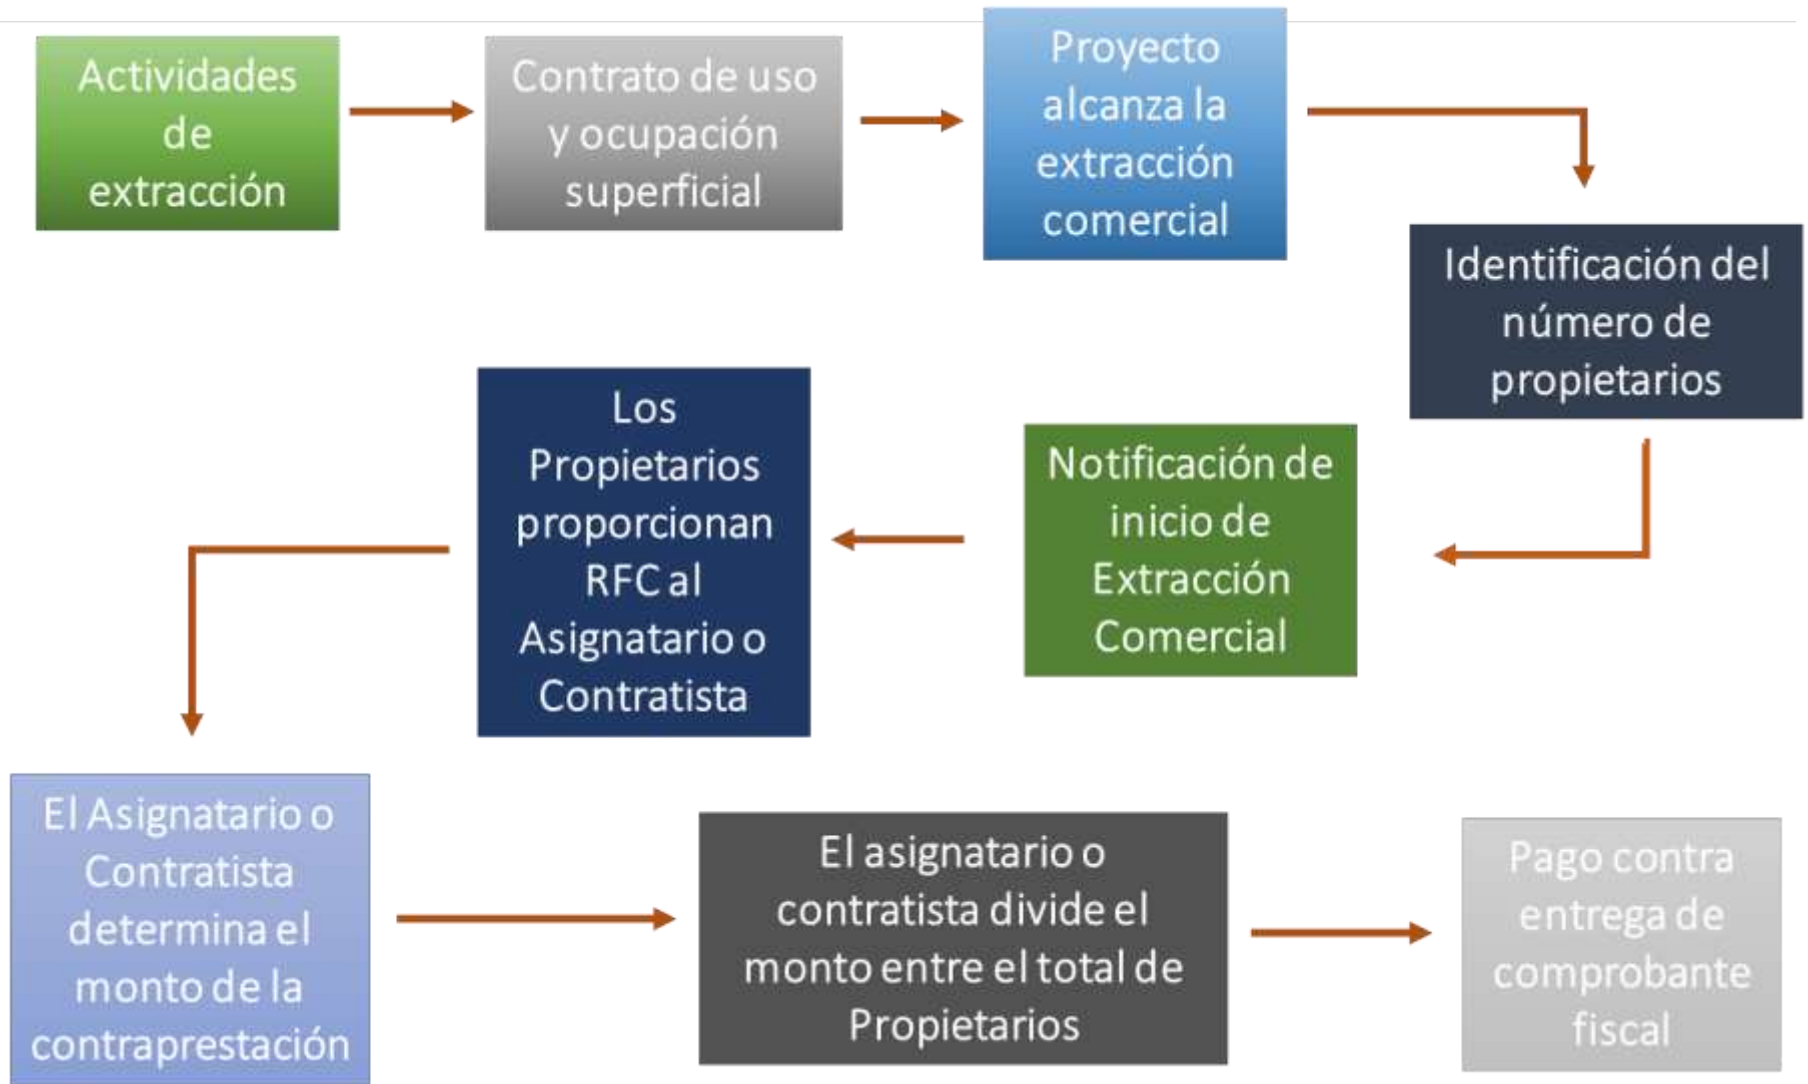 Actividades
de
extracción
Contrato de uso
y ocupación
superficial
Proyecto
alcanza la
extracción
comercial
Identificación del
número de
propietarios
Notificación de
inicio de
Extracción
Comercial
Los
Propietarios
proporcionan
RFC al
Asignatario o
Contratista
El Asignatario o
Contratista
determina el
monto de la
contraprestación
El asignatario o
contratista divide el
monto entre el total de
Propietarios
Pago contra
entrega de
comprobante
fiscal